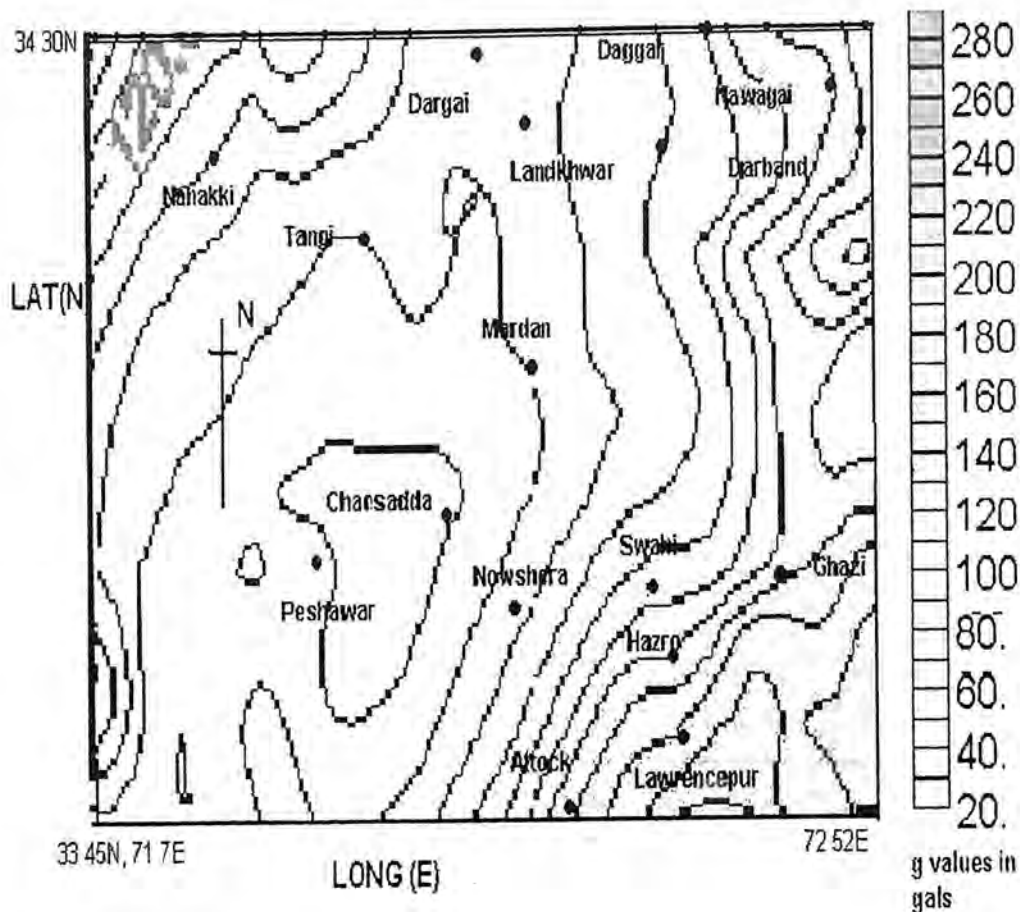 34 30N
LAT(N
33 45N, 71 7E
LONG (E)
72 52E
N
Daggar
Dargai
Nawagai
Landkhwar
Darband
Nahakki
Tangi
Mardan
Charsadda
Swabi
Nowshera
Ghazi
Peshawar
Hazro
Attock
Lawrencepur
280
260
240
220
200
180
160
140
120
100
80.
60.
40.
20.
g values in
gals